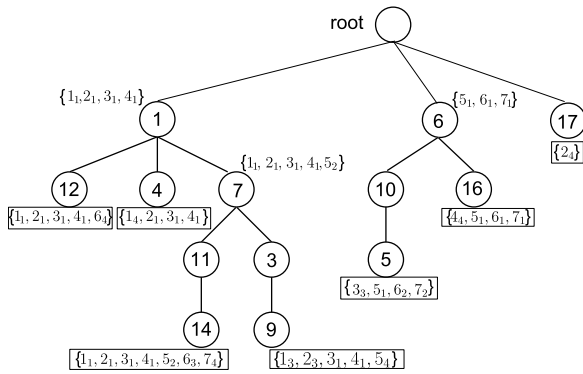 root
{1₁,2₁, 3₁, 4₁}
{5₁, 6₁, 7₁}
1
6
17
{2₄}
{1₁, 2₁, 3₁, 4₁,5₂}
12
4
7
10
16
{1₁, 2₁, 3₁, 4₁, 6₄}
{1₄, 2₁, 3₁, 4₁}
{4₄, 5₁, 6₁, 7₁}
11
3
5
{3₃, 5₁, 6₂, 7₂}
14
9
{1₁, 2₁, 3₁, 4₁, 5₂, 6₃, 7₄}
{1₃, 2₃, 3₁, 4₁, 5₄}